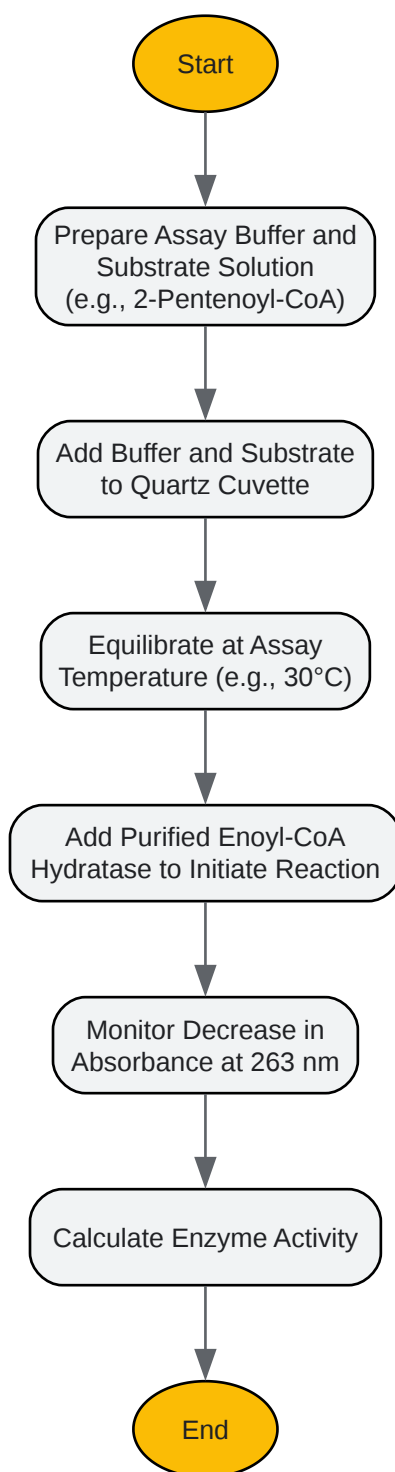 Start
Prepare Assay Buffer and
Substrate Solution
(e.g., 2-Pentenoyl-CoA)
Add Buffer and Substrate
to Quartz Cuvette
Equilibrate at Assay
Temperature (e.g., 30°C)
Add Purified Enoyl-CoA
Hydratase to Initiate Reaction
Monitor Decrease in
Absorbance at 263 nm
Calculate Enzyme Activity
End